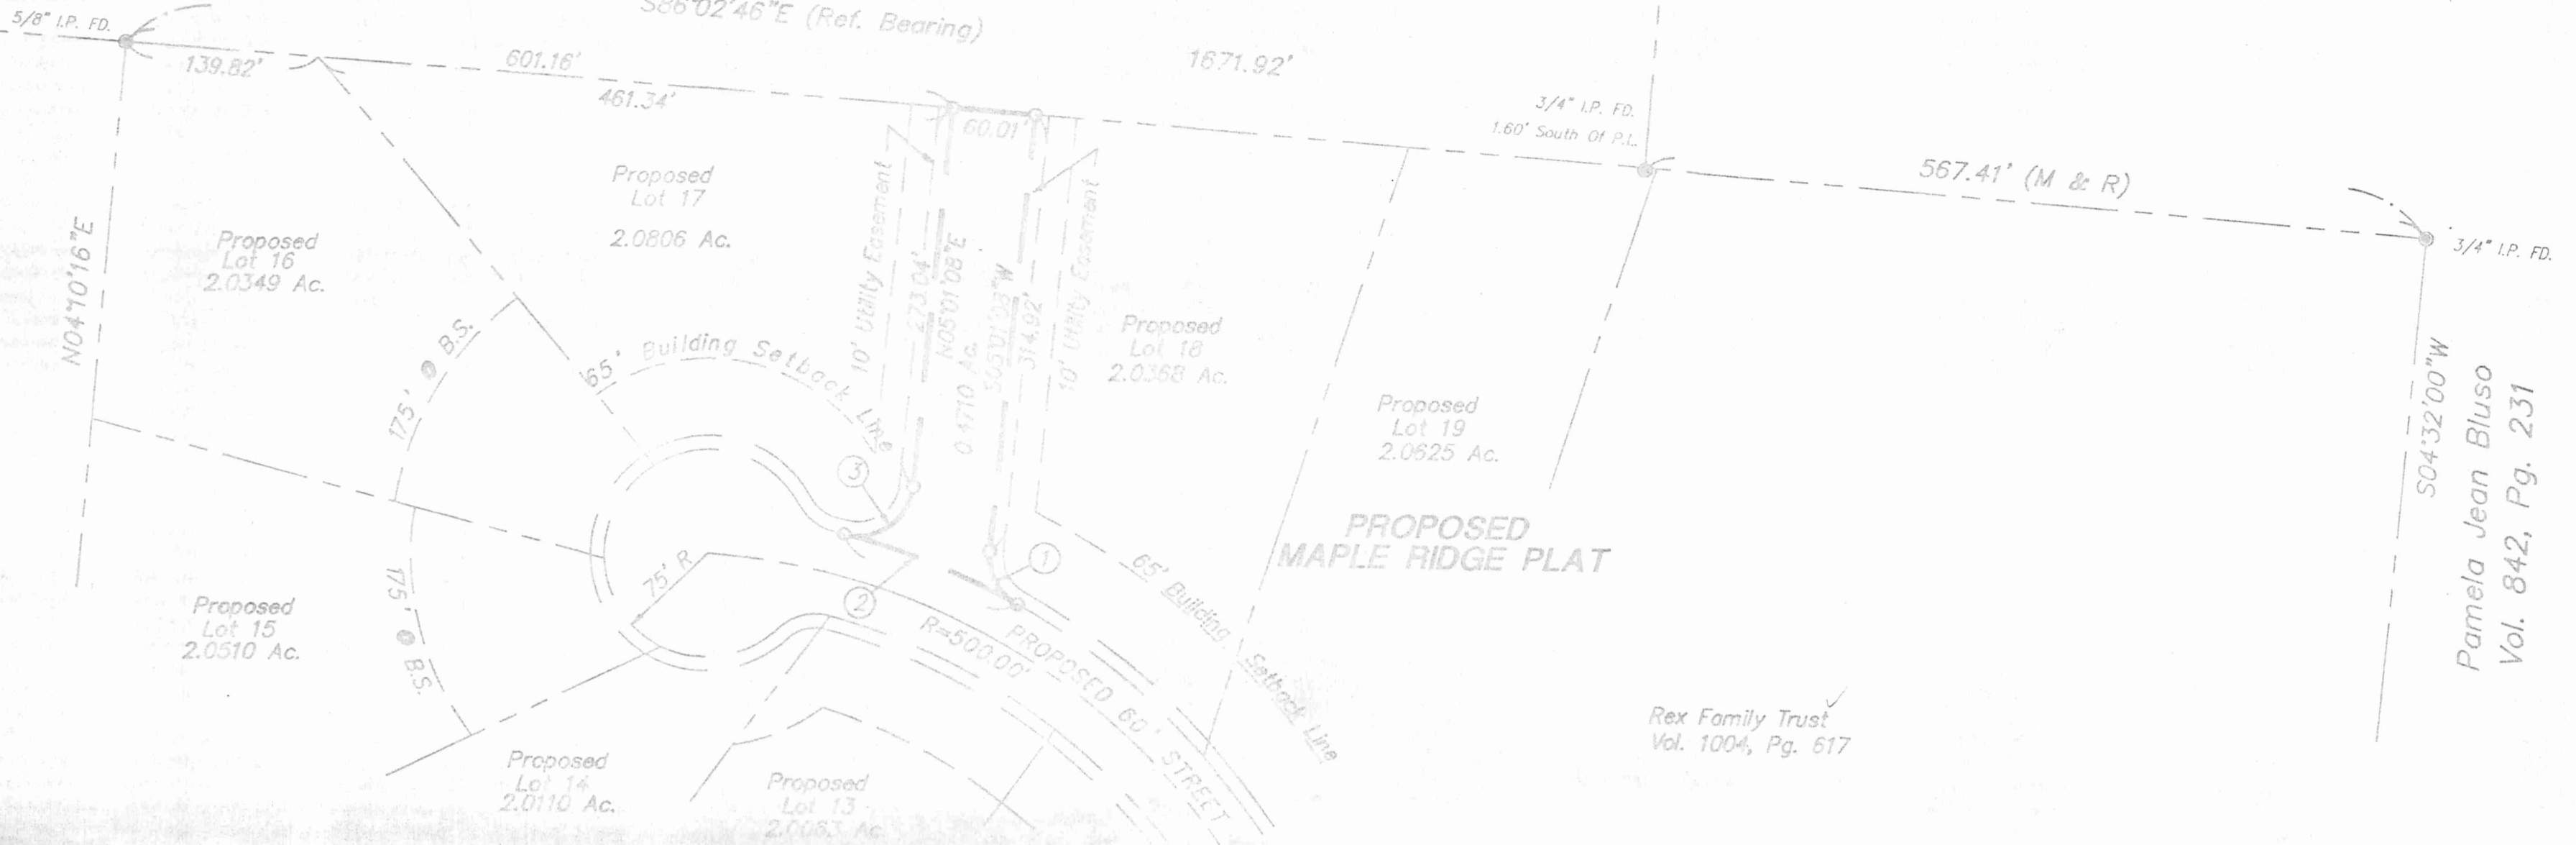 5/8" I.P. FD.
S86°02'46"E (Ref. Bearing)
139.82'
601.16'
461.34'
60.01'
1671.92'
3/4" I.P. FD.
1.60' South Of P.L.
567.41' (M & R)
3/4" I.P. FD.
N04°10'16"E
Proposed
Lot 16
2.0349 Ac.
Proposed
Lot 17
2.0806 Ac.
10' Utility Easement
273.04'
N05°01'08"E
0.4710 Ac.
S05°01'08"W
314.92'
10' Utility Easement
Proposed
Lot 18
2.0368 Ac.
Proposed
Lot 19
2.0625 Ac.
S04°32'00"W
Pamela Jean Bluso
Vol. 842, Pg. 231
175' @ B.S.
65' Building Setback Line
3
1
2
PROPOSED
MAPLE RIDGE PLAT
65' Building Setback Line
75' R
175' @ B.S.
Proposed
Lot 15
2.0510 Ac.
R=500.00'
PROPOSED 60' STREET
Rex Family Trust
Vol. 1004, Pg. 617
Proposed
Lot 14
2.0110 Ac.
Proposed
Lot 13
2.0063 Ac.